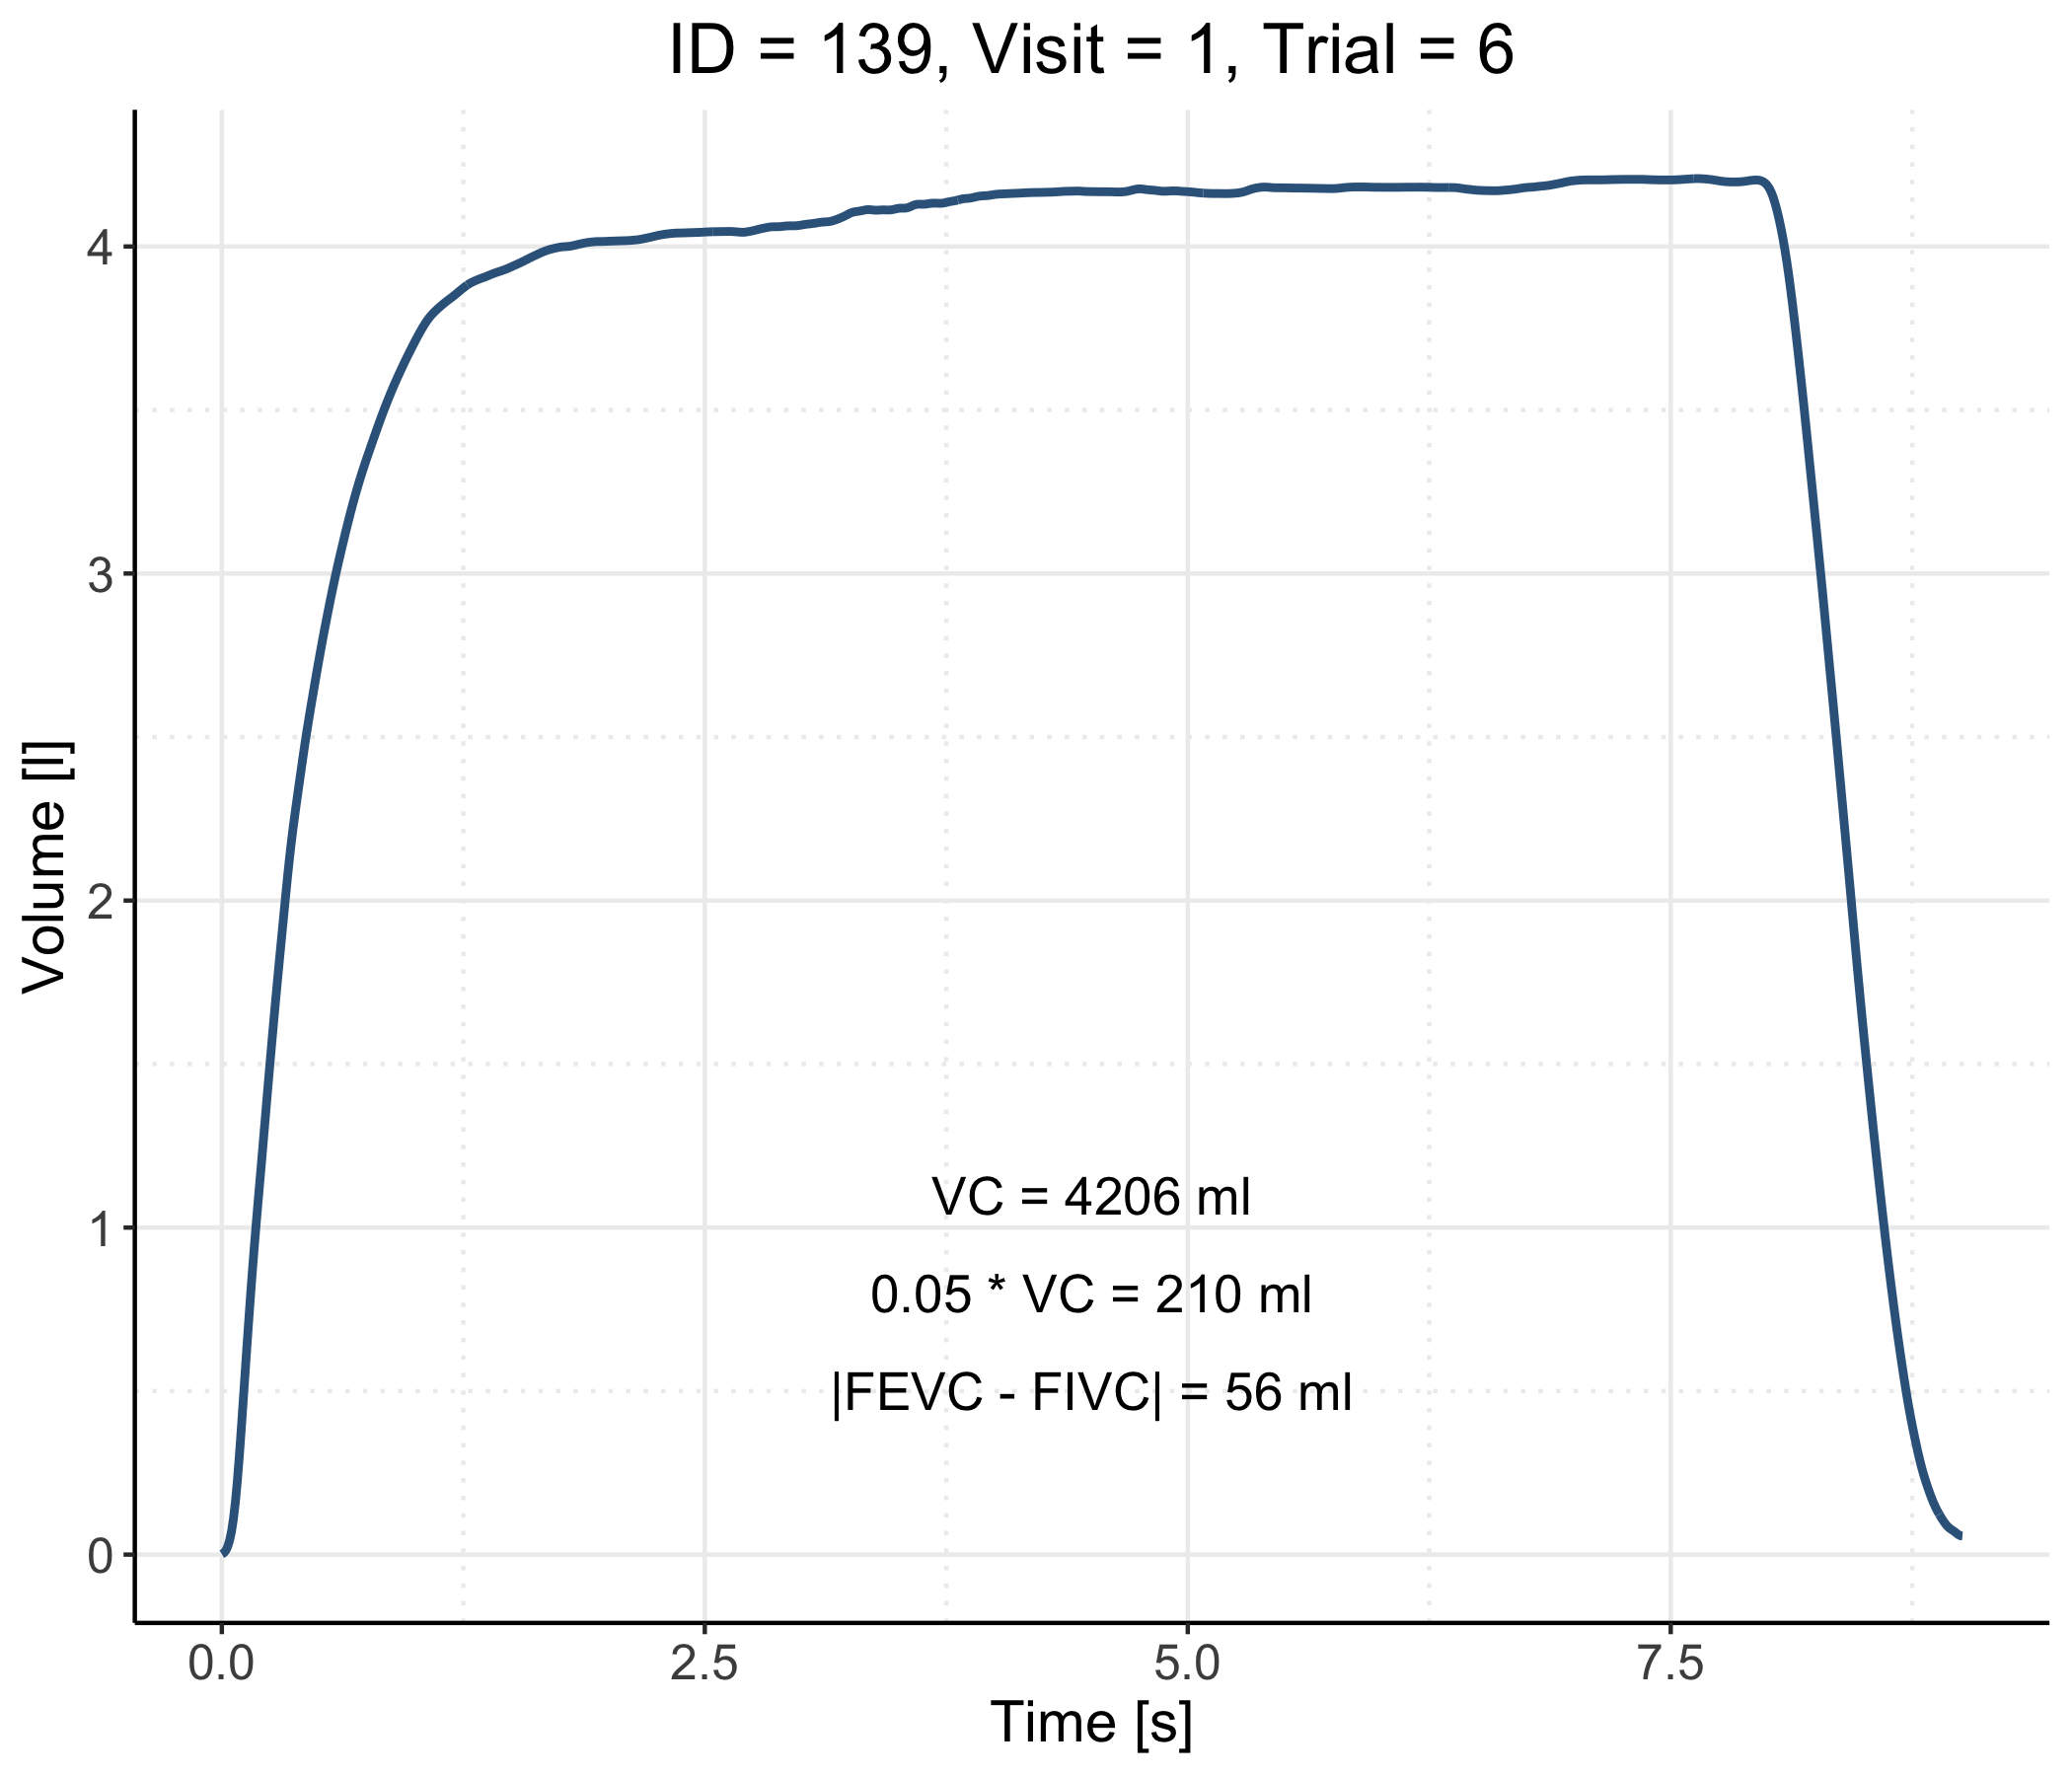 ID = 139, Visit = 1, Trial = 6
4
3
2
1
0
Volume [l]
VC = 4206 ml
0.05 * VC = 210 ml
|FEVC - FIVC| = 56 ml
0.0 2.5 5.0 7.5
Time [s]